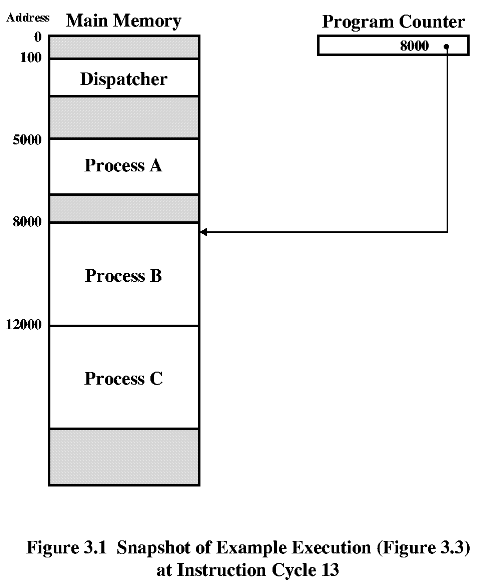 Address
Main Memory
Program Counter
0
8000
100
Dispatcher
5000
Process A
8000
Process B
12000
Process C
Figure 3.1 Snapshot of Example Execution (Figure 3.3)
at Instruction Cycle 13